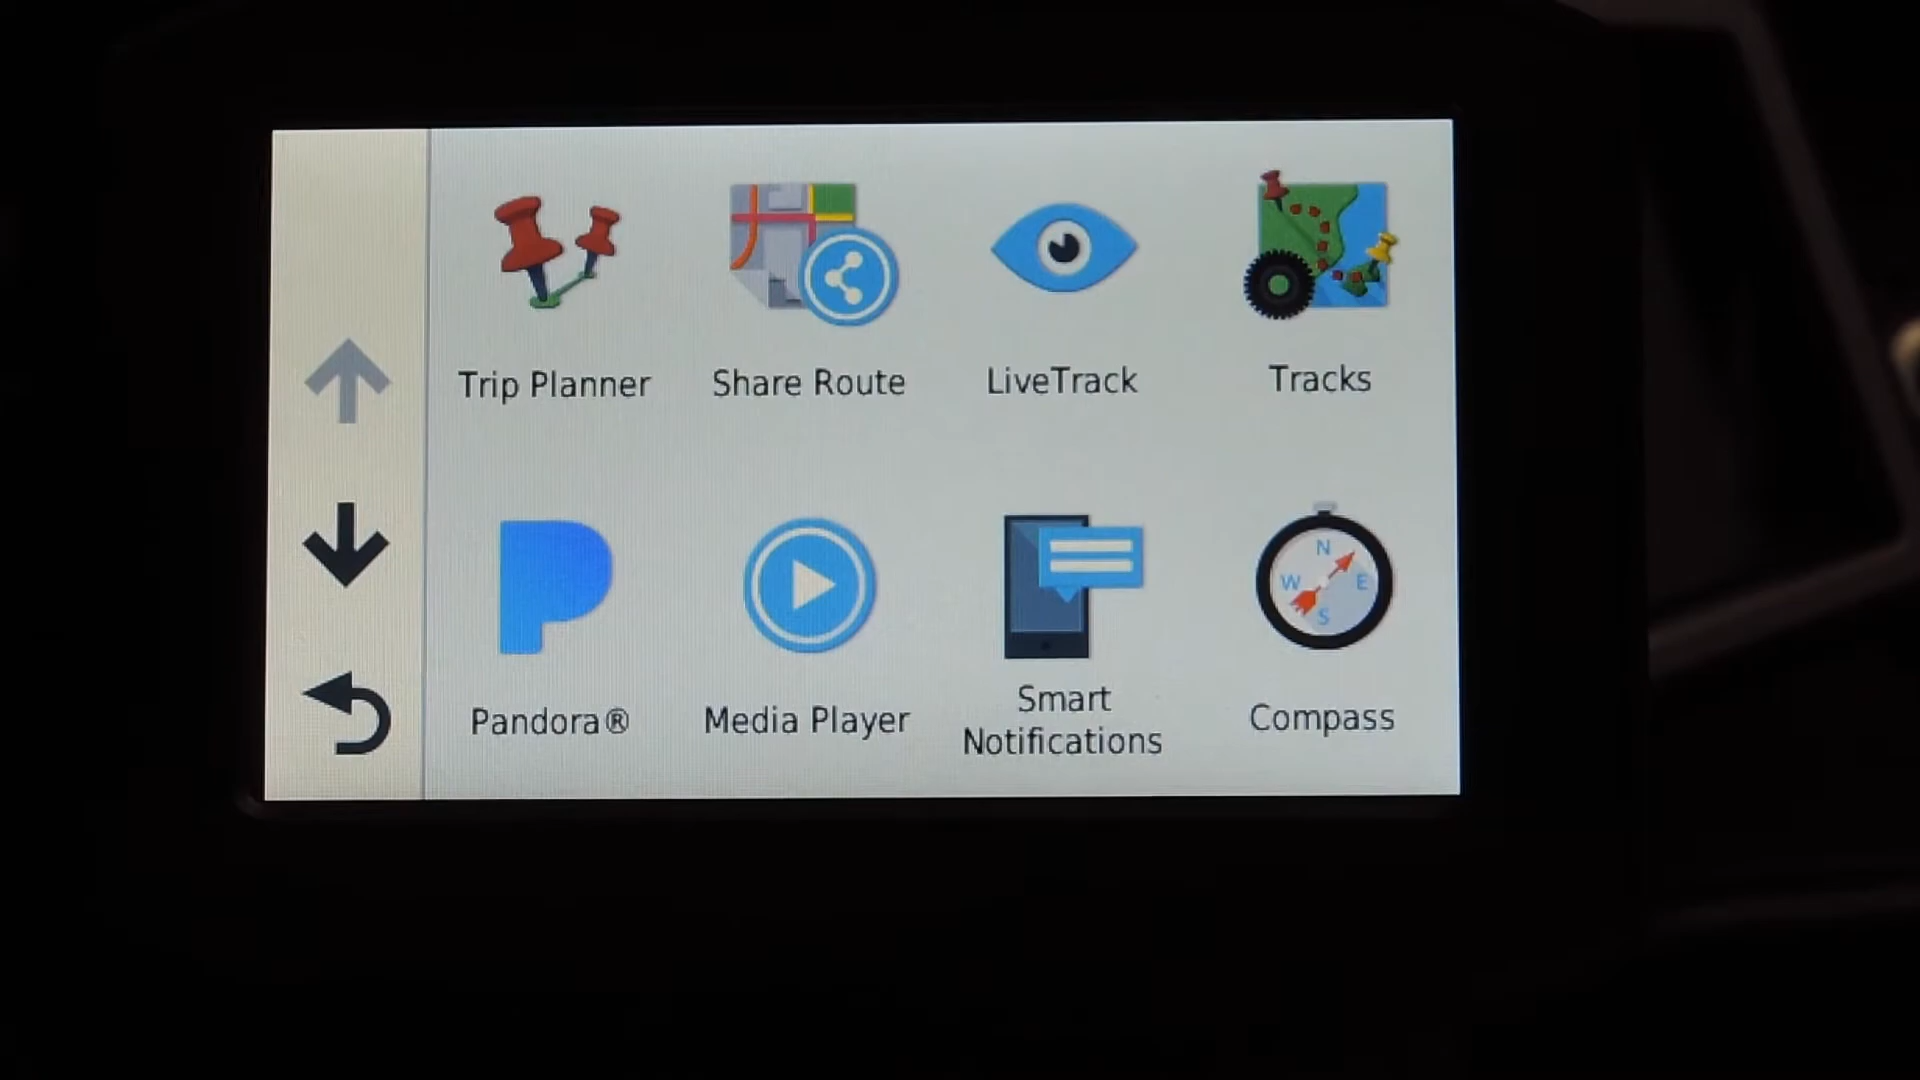 Trip Planner
Share Route
LiveTrack
Tracks
Pandora®
Media Player
Smart
Notifications
N
W
E
S
Compass